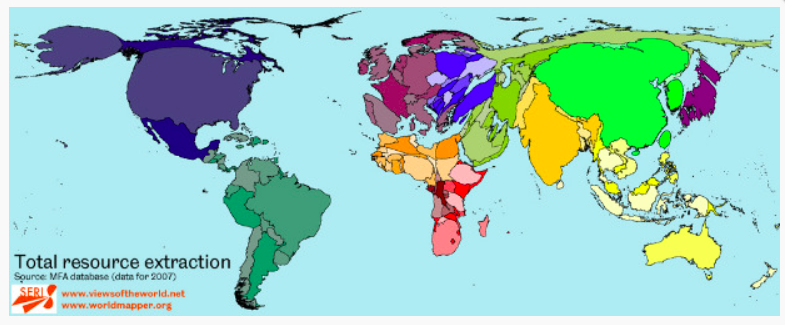 Total resource extraction
Source: MFA database (data for 2007)
SERI
www.viewsoftheworld.net
www.worldmapper.org